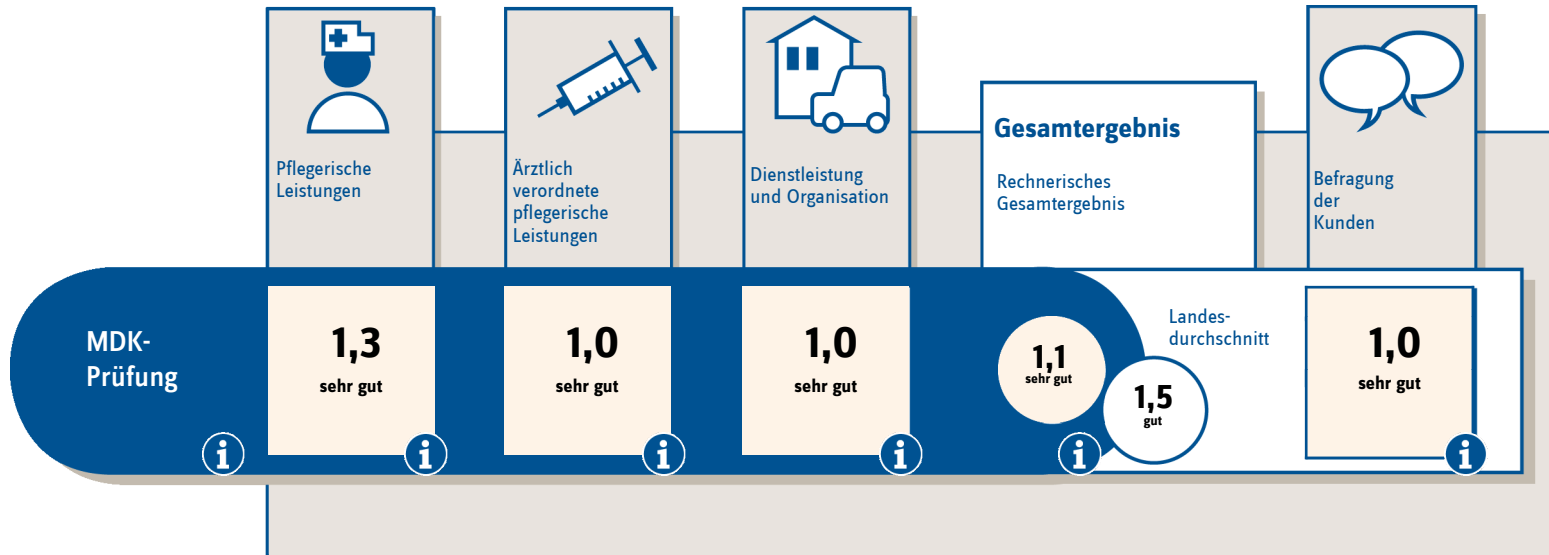 Pflegerische
Leistungen
Ärztlich
verordnete
pflegerische
Leistungen
Dienstleistung
und Organisation
Gesamtergebnis
Rechnerisches
Gesamtergebnis
Befragung
der
Kunden
MDK-
Prüfung
1,3
sehr gut
1,0
sehr gut
1,0
sehr gut
1,1
sehr gut
Landes-
durchschnitt
1,5
gut
1,0
sehr gut
i
i
i
i
i
i